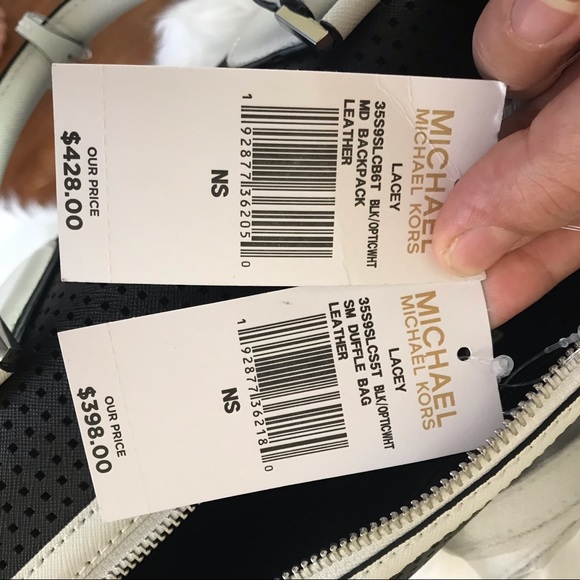 MICHAEL
MICHAEL KORS
LACEY
35S9SLCB6T BLK/OPTICWHT
MD BACKPACK
LEATHER
1 92877 36205 0
NS
OUR PRICE
$428.00
MICHAEL
MICHAEL KORS
LACEY
35S9SLCS5T BLK/OPTICWHT
SM DUFFLE BAG
LEATHER
1 92877 36218 0
NS
OUR PRICE
$398.00